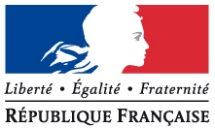 Liberté • Égalité • Fraternité
RÉPUBLIQUE FRANÇAISE